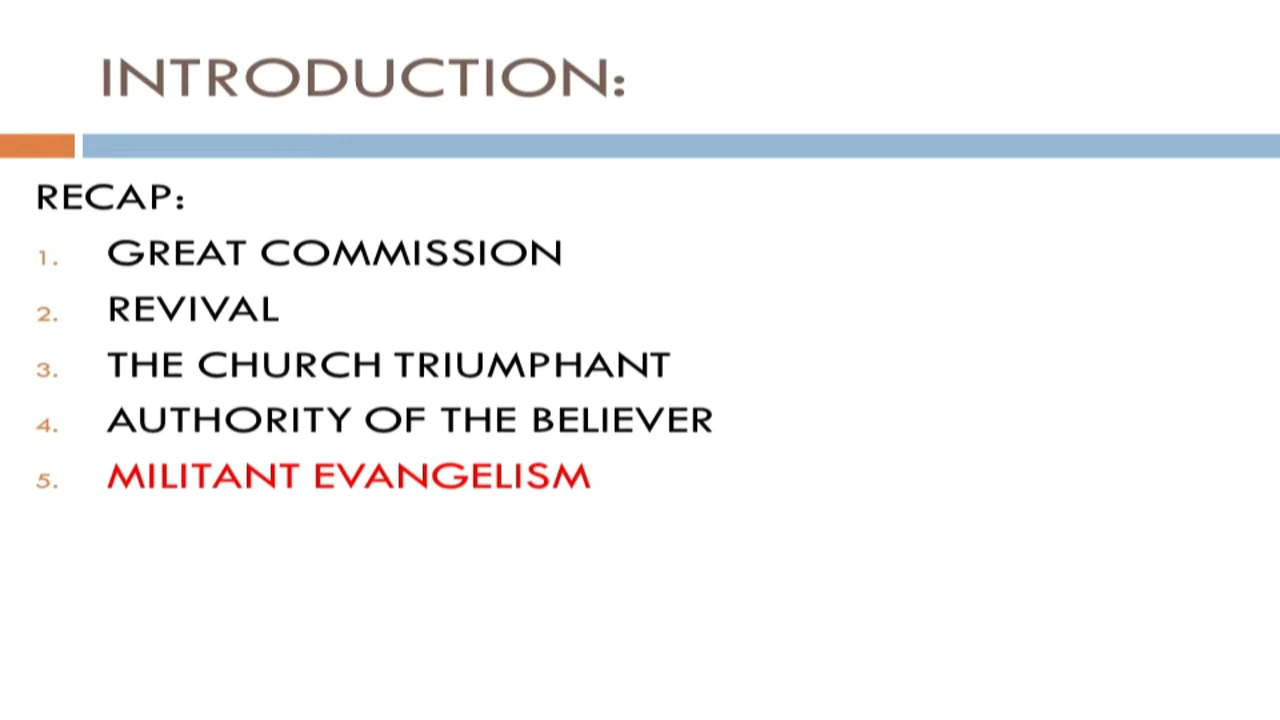 INTRODUCTION:
RECAP:
1. GREAT COMMISSION
2. REVIVAL
3. THE CHURCH TRIUMPHANT
4. AUTHORITY OF THE BELIEVER
5. MILITANT EVANGELISM